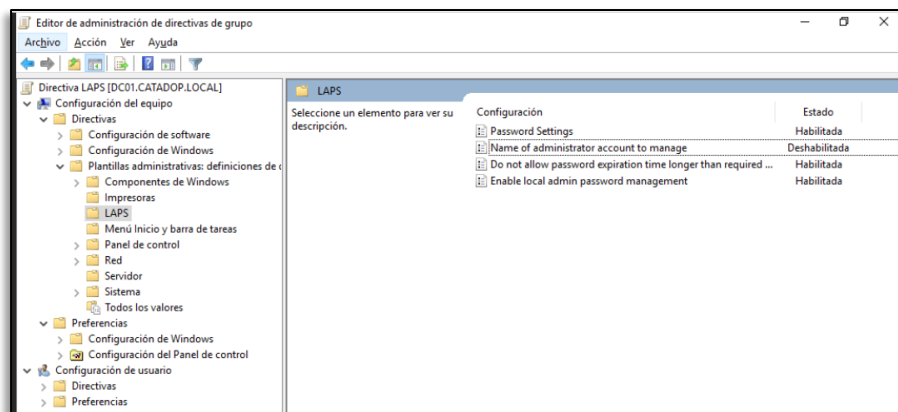 Editor de administración de directivas de grupo
Archivo Acción Ver Ayuda
Directiva LAPS [DC01.CATADOP.LOCAL]
Configuración del equipo
Directivas
Configuración de software
Configuración de Windows
Plantillas administrativas: definiciones de
Componentes de Windows
Impresoras
LAPS
Menú Inicio y barra de tareas
Panel de control
Red
Servidor
Sistema
Todos los valores
Preferencias
Configuración de Windows
Configuración del Panel de control
Configuración de usuario
Directivas
Preferencias
LAPS
Seleccione un elemento para ver su
descripción.
Configuración Estado
Password Settings Habilitada
Name of administrator account to manage Deshabilitada
Do not allow password expiration time longer than required ... Habilitada
Enable local admin password management Habilitada